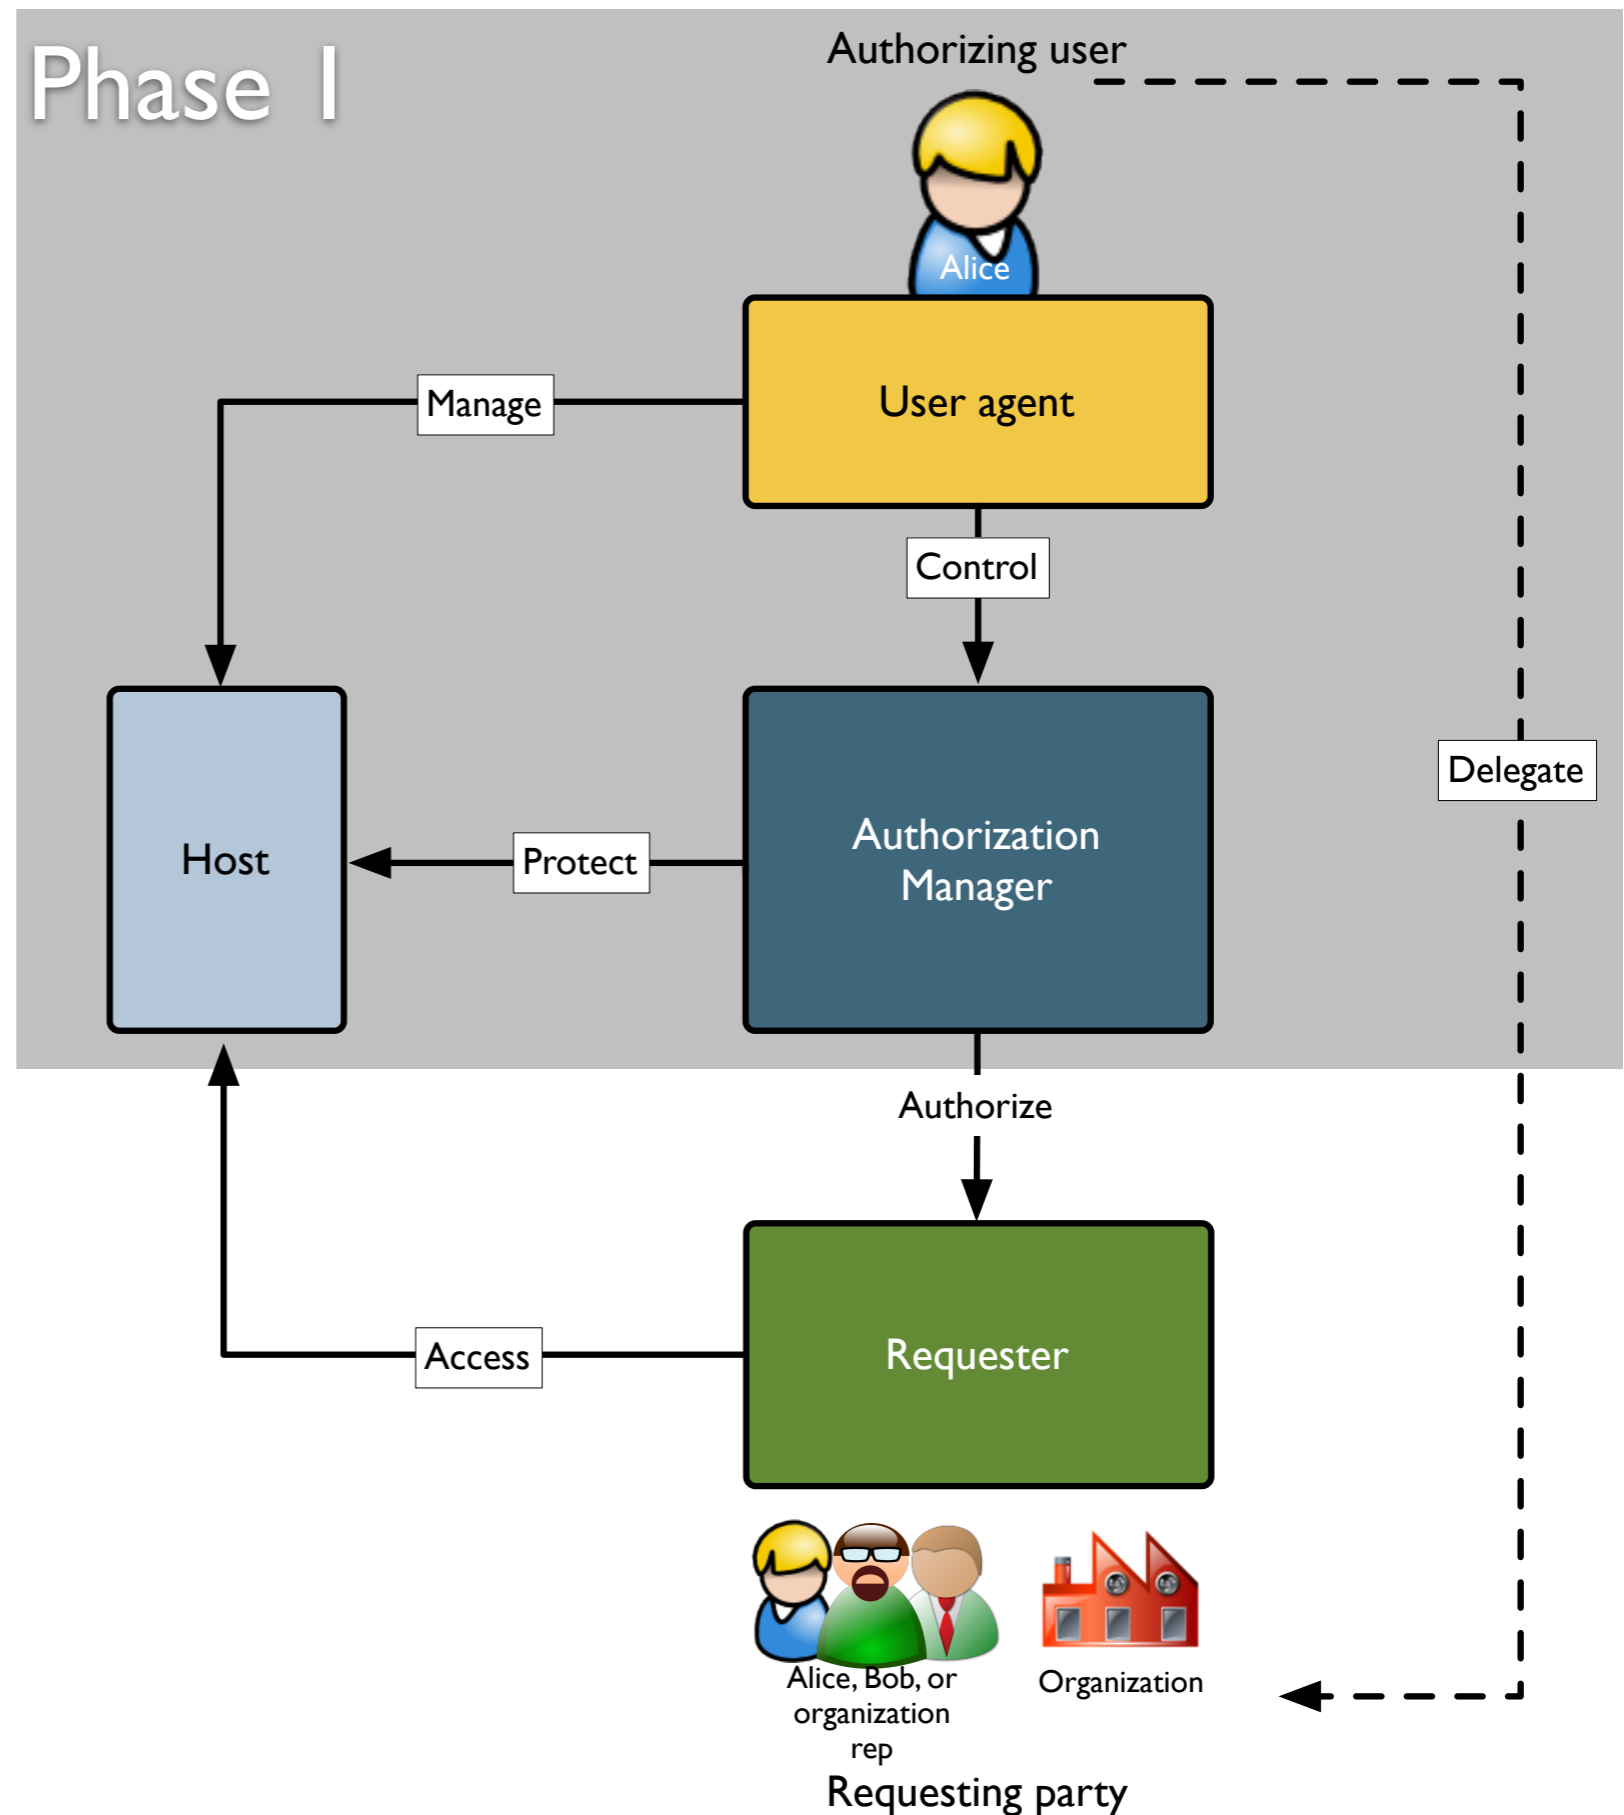 Phase 1
Authorizing user
Alice
User agent
Manage
Control
Delegate
Host
Protect
Authorization
Manager
Authorize
Requester
Access
Alice, Bob, or
organization
rep
Organization
Requesting party